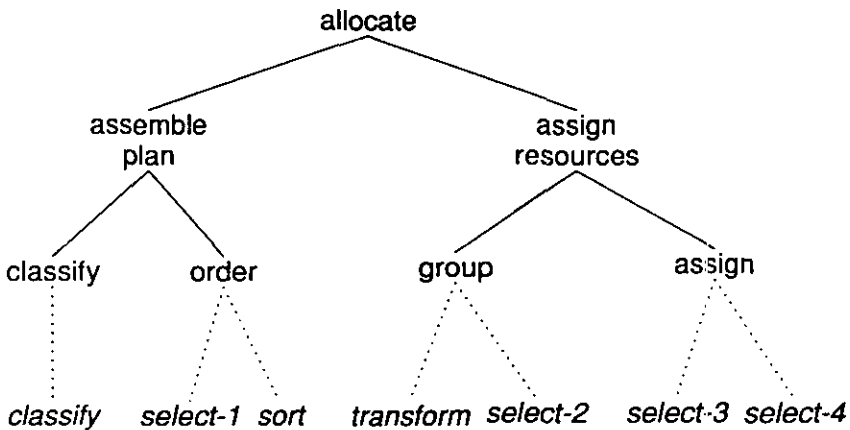 allocate
assemble assign
plan resources
classify order group assign
classify select-1 sort transform select-2 select-3 select-4